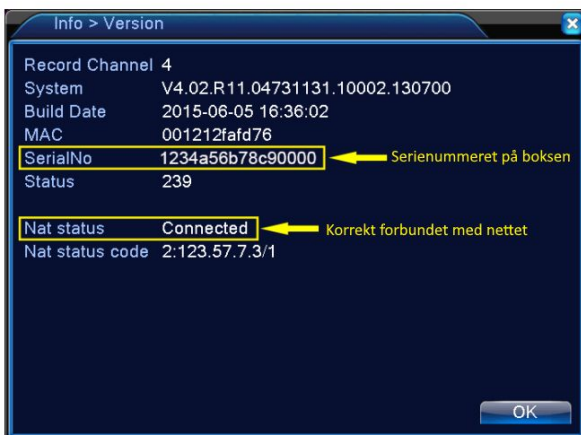 Info > Version
Record Channel 4
System V4.02.R11.04731131.10002.130700
Build Date 2015-06-05 16:36:02
MAC 001212fafd76
SerialNo 1234a56b78c90000 Serienummeret på boksen
Status 239
Nat status Connected Korrekt forbundet med nettet
Nat status code 2:123.57.7.3/1
OK